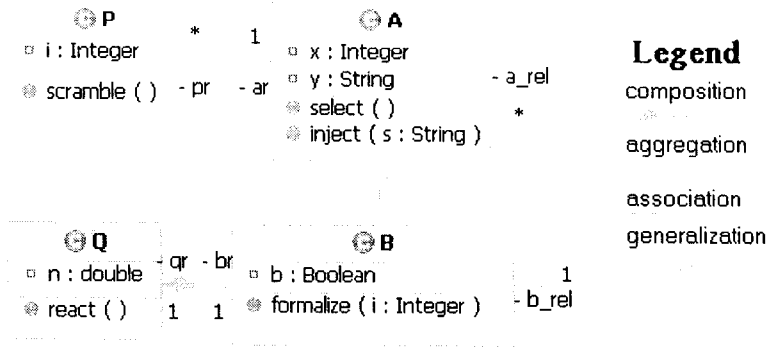 P
i : Integer
scramble ( )
*
1
- pr
- ar
A
x : Integer
y : String
select ( )
inject ( s : String )
- a_rel
*
Legend
composition
aggregation
association
generalization
Q
n : double
react ( )
- qr
- br
1
1
B
b : Boolean
formalize ( i : Integer )
1
- b_rel